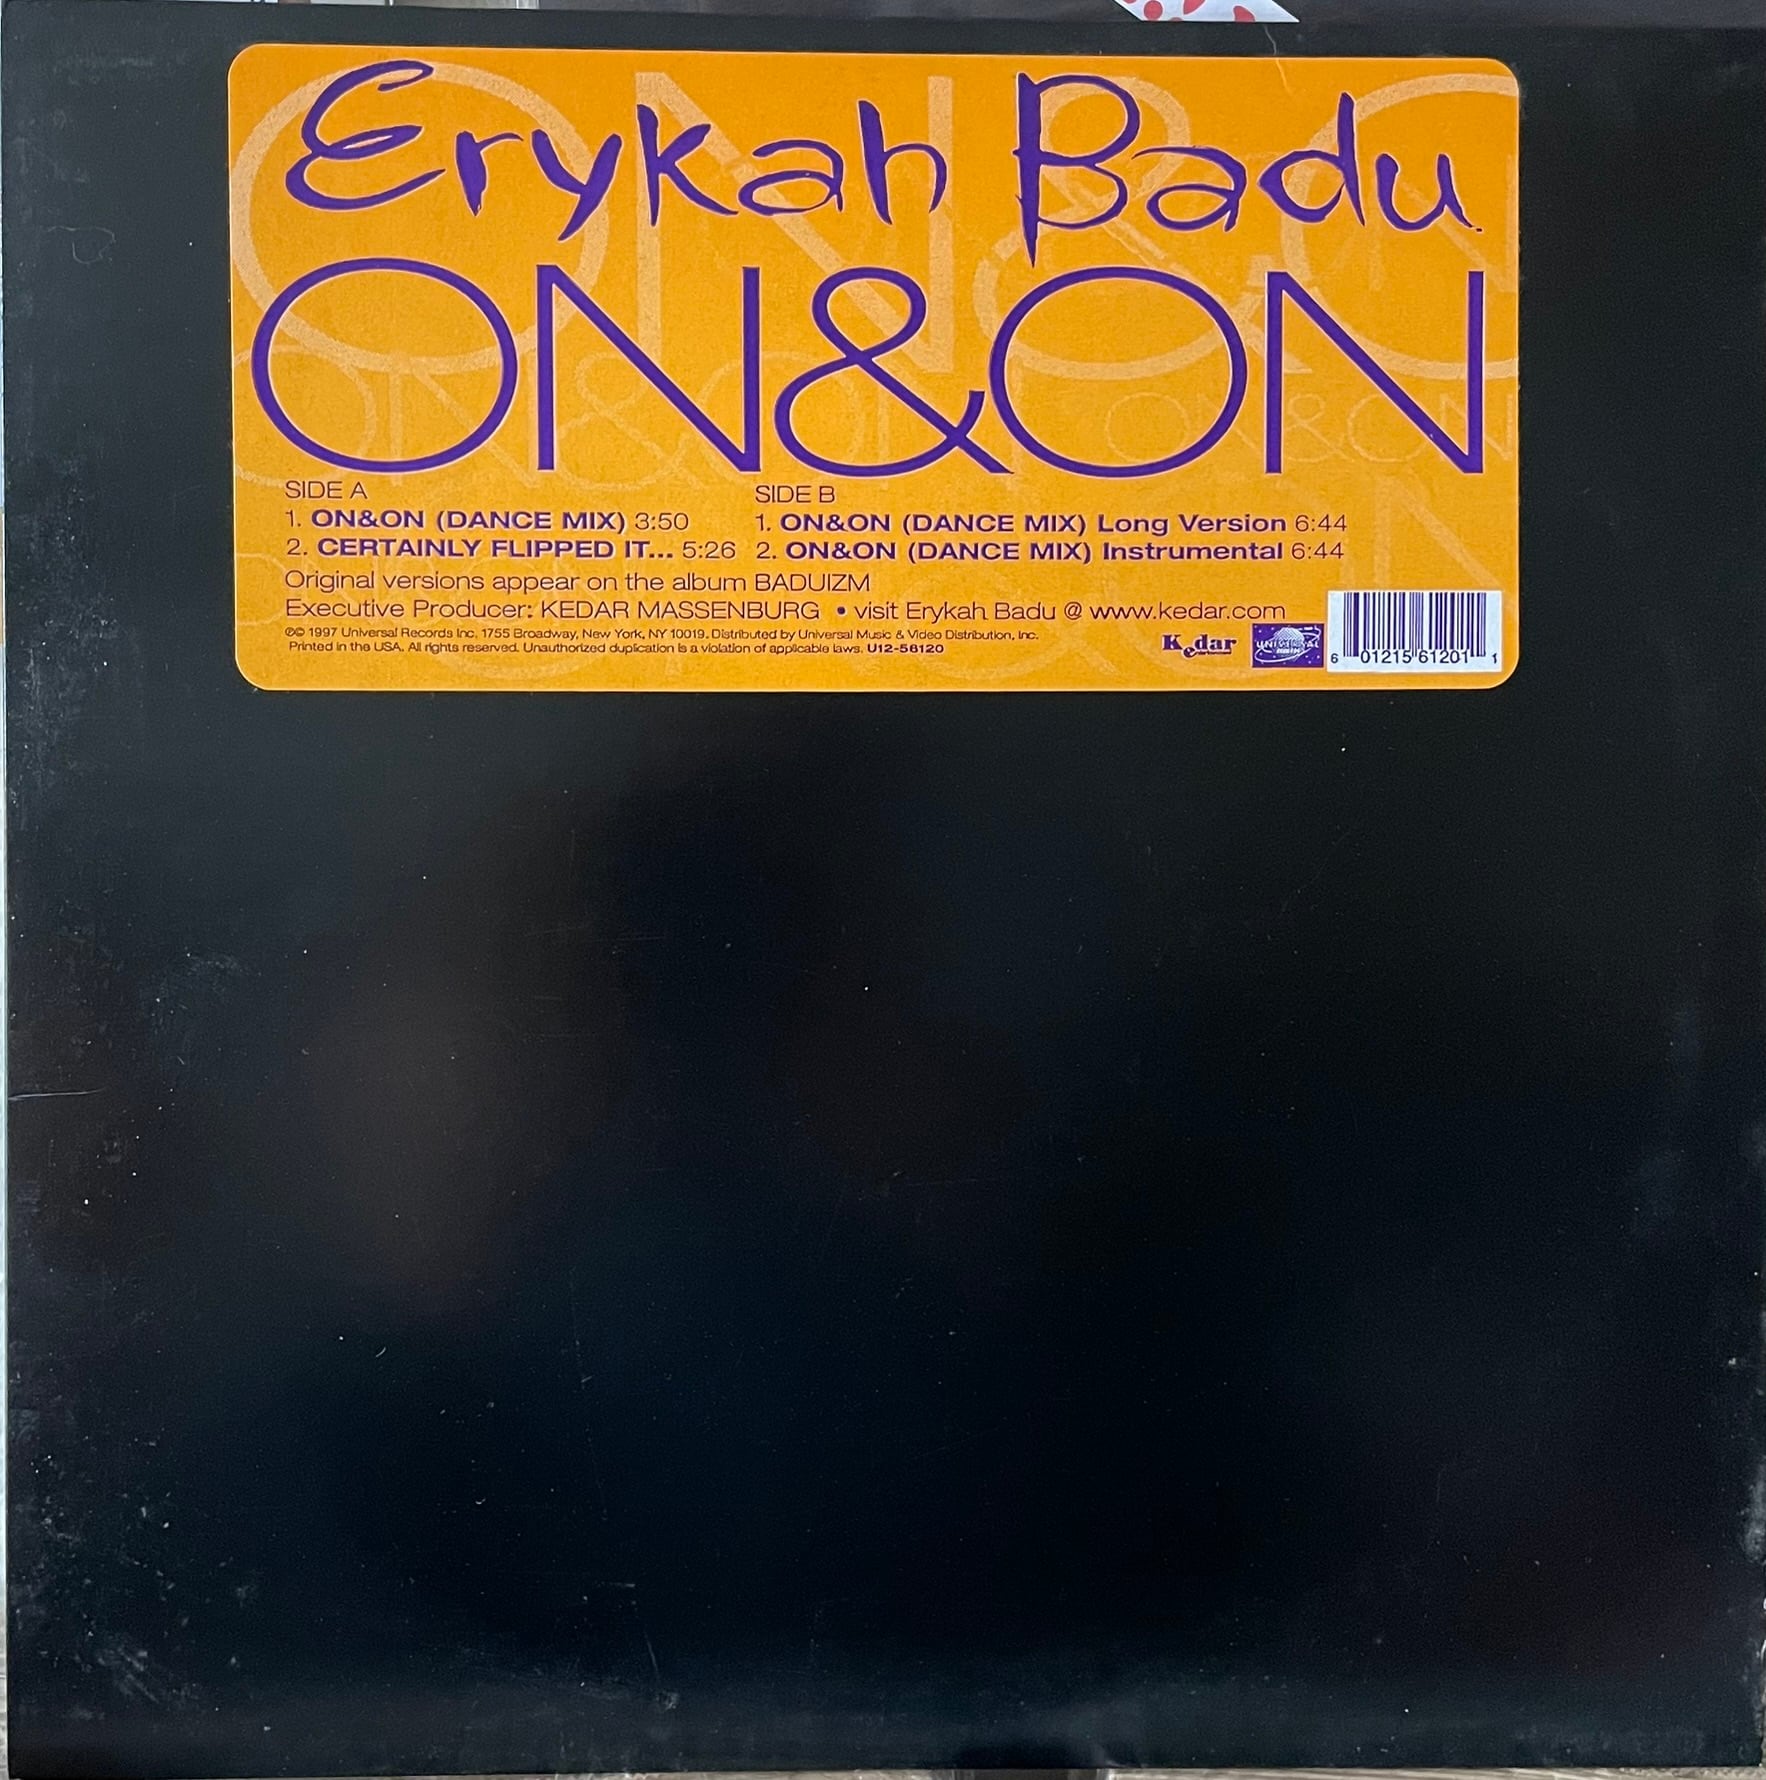 Erykah Badu
ON&ON
SIDE A
1. ON&ON (DANCE MIX) 3:50
2. CERTAINLY FLIPPED IT... 5:26
SIDE B
1. ON&ON (DANCE MIX) Long Version 6:44
2. ON&ON (DANCE MIX) Instrumental 6:44
Original versions appear on the album BADUIZM
Executive Producer: KEDAR MASSENBURG • visit Erykah Badu @ www.kedar.com
℗© 1997 Universal Records Inc, 1755 Broadway, New York, NY 10019. Distributed by Universal Music & Video Distribution, Inc.
Printed in the USA. All rights reserved. Unauthorized duplication is a violation of applicable laws. U12-56120
Kedar
UNIVERSAL
6 01215 61201 1